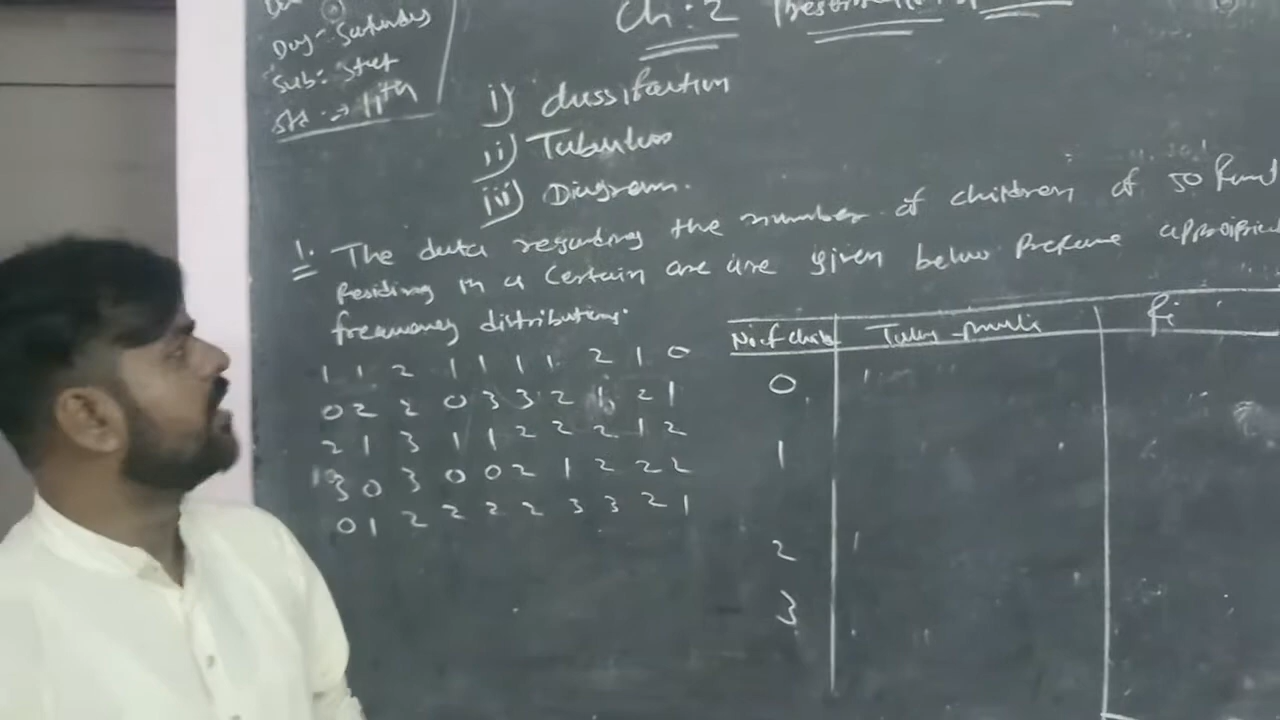 Day- Saturday
Sub: Stat
Std :-> 11th
Ch : 2
i) classification
ii) Tabulation
iii) Diagram.
1. The data regarding the number of children of 50
Residing in a Certain are are given below Prepare
frequency distribution.
1 1 2 1 1 1 1 2 1 0
0 2 2 0 3 3 2 1 2 1
2 1 3 1 1 2 2 2 1 2
3 0 3 0 0 2 1 2 2 2
0 1 2 2 2 2 3 3 2 1
No. of child Tally marks fi
0
1
2
3